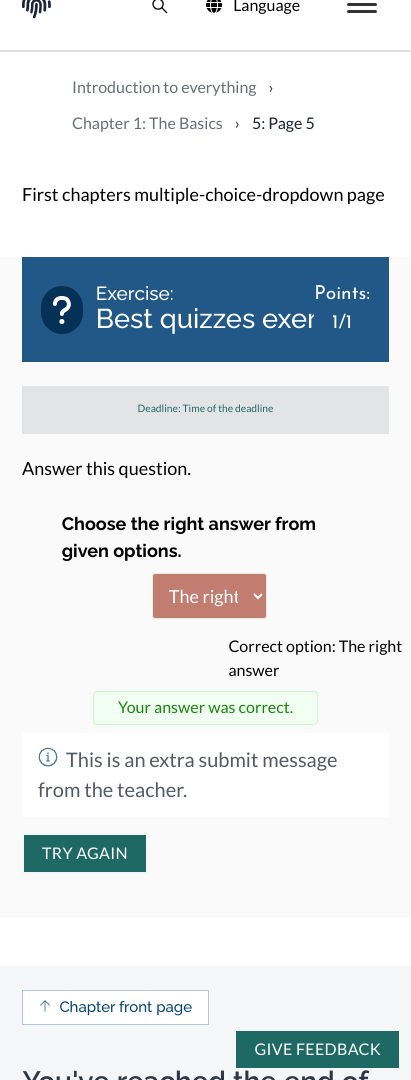 Language
Introduction to everything ›
Chapter 1: The Basics › 5: Page 5
First chapters multiple-choice-dropdown page
Exercise:
Best quizzes exer
Points:
1/1
Deadline: Time of the deadline
Answer this question.
Choose the right answer from
given options.
The right
Correct option: The right
answer
Your answer was correct.
This is an extra submit message
from the teacher.
TRY AGAIN
↑ Chapter front page
GIVE FEEDBACK
You've reached the end of